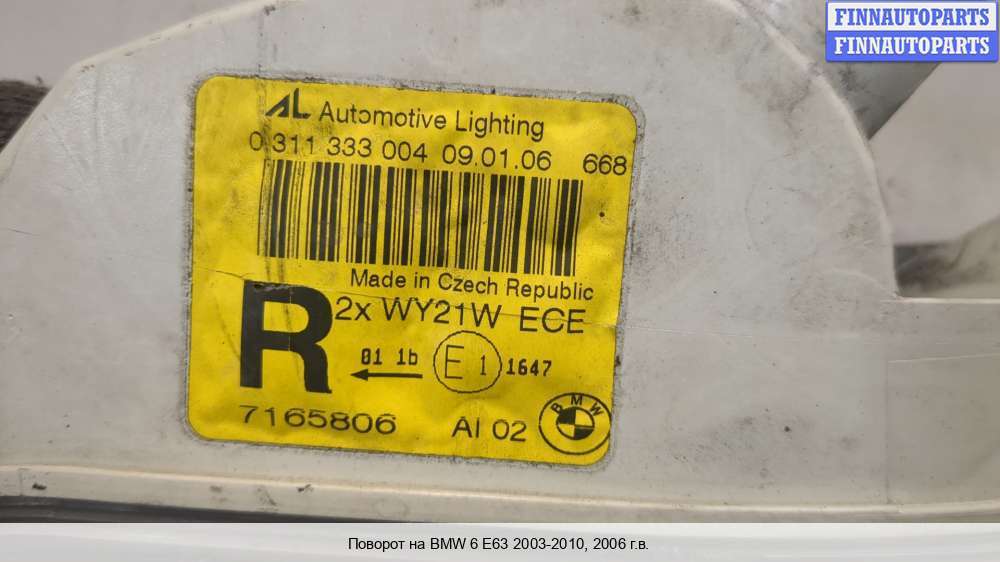 FINNAUTOPARTS
FINNAUTOPARTS
AL Automotive Lighting
0 311 333 004 09.01.06 668
Made in Czech Republic
R
2x WY21W ECE
01 1b E 1 1647
7165806 AI 02 BMW
Поворот на BMW 6 E63 2003-2010, 2006 г.в.